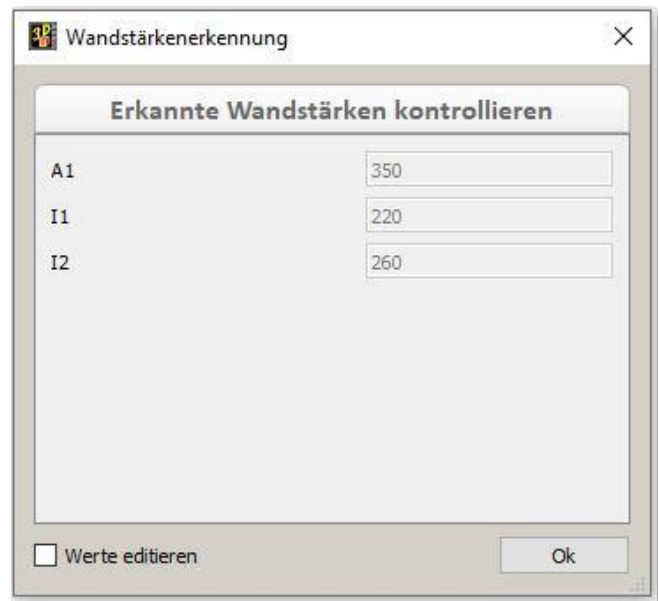 Wandstärkenerkennung
Erkannte Wandstärken kontrollieren
A1 350
I1 220
I2 260
Werte editieren Ok